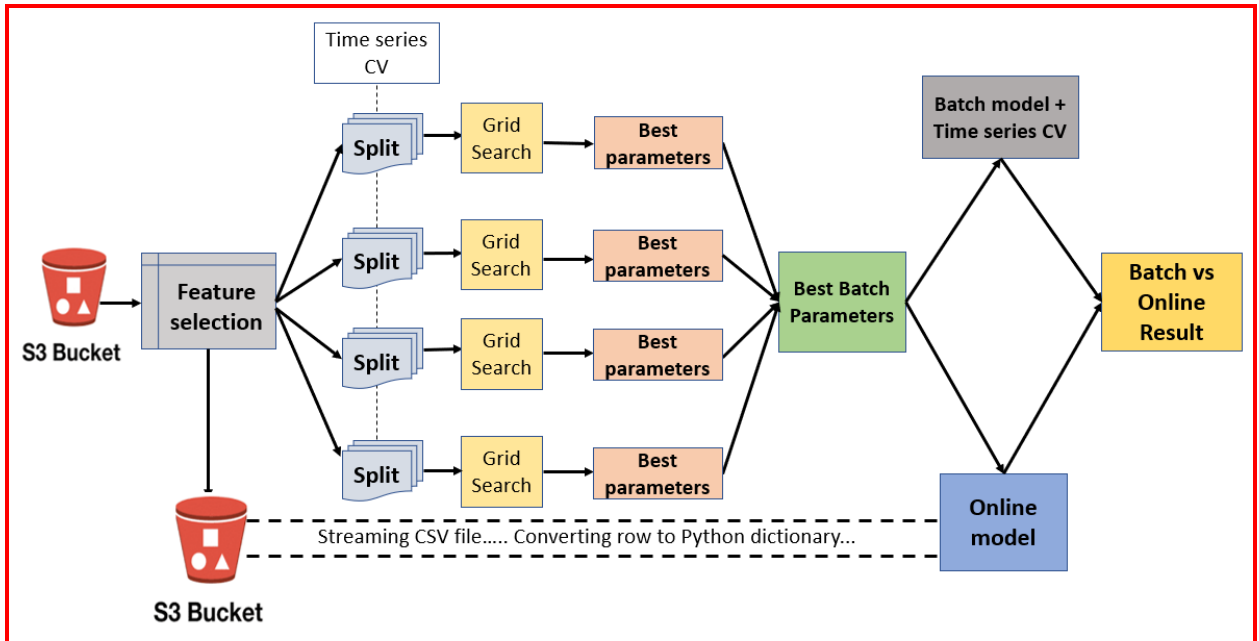 Time series
CV
Split
Grid
Search
Best
parameters
Split
Grid
Search
Best
parameters
Split
Grid
Search
Best
parameters
Split
Grid
Search
Best
parameters
S3 Bucket
Feature
selection
Best Batch
Parameters
Batch model +
Time series CV
Batch vs
Online
Result
Online
model
Streaming CSV file..... Converting row to Python dictionary...
S3 Bucket